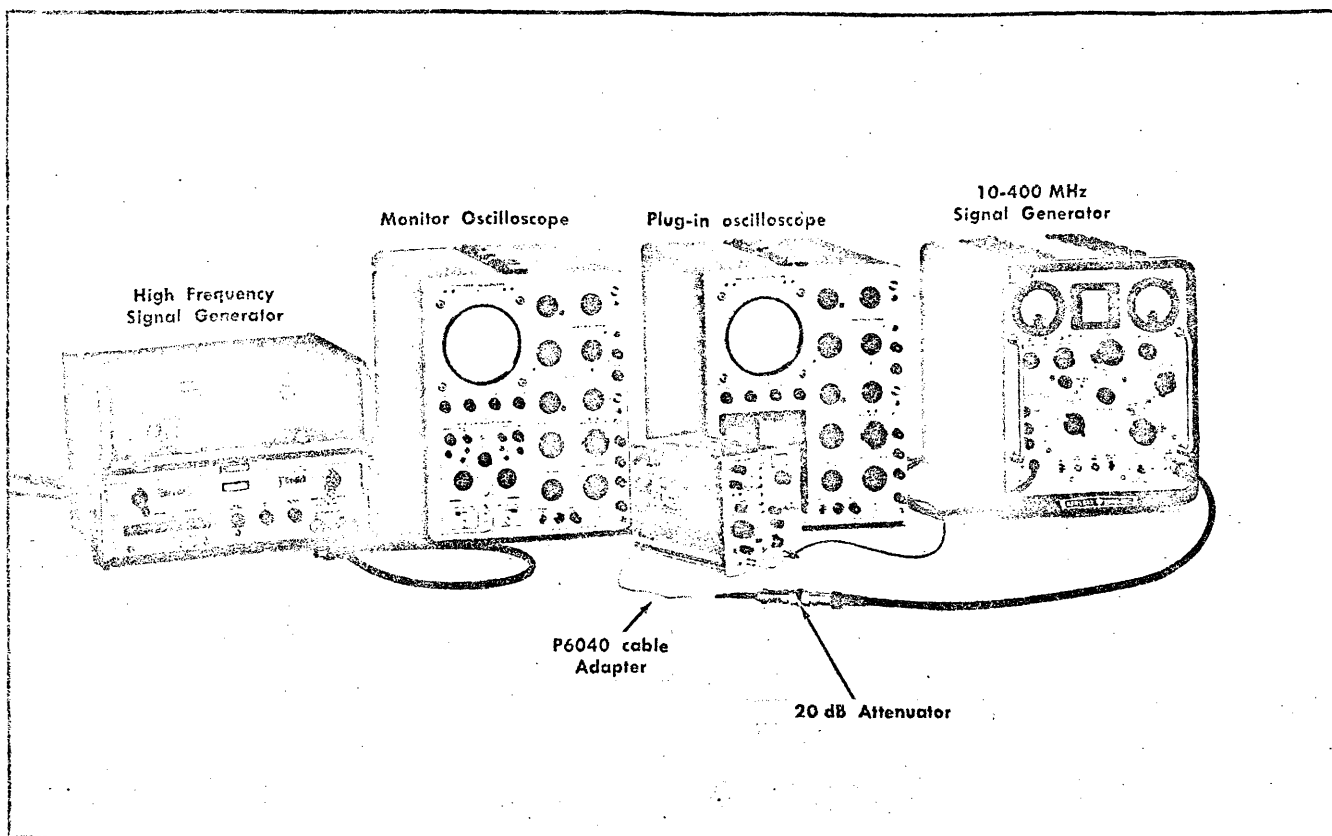 10-400 MHz
Signal Generator
Monitor Oscilloscope
Plug-in oscilloscope
High Frequency
Signal Generator
P6040 cable
Adapter
20 dB Attenuator